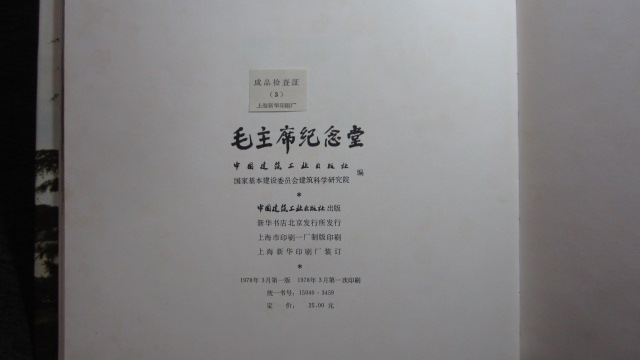 成品检查证
（3）
上海新华印刷厂
毛主席纪念堂
中国建筑工业出版社
国家基本建设委员会建筑科学研究院
编
*
中国建筑工业出版社出版
新华书店北京发行所发行
上海市印刷一厂制版印刷
上海新华印刷厂装订
*
1978年3月第一版 1978年3月第一次印刷
统一书号：15040·3459
定 价： 35.00 元